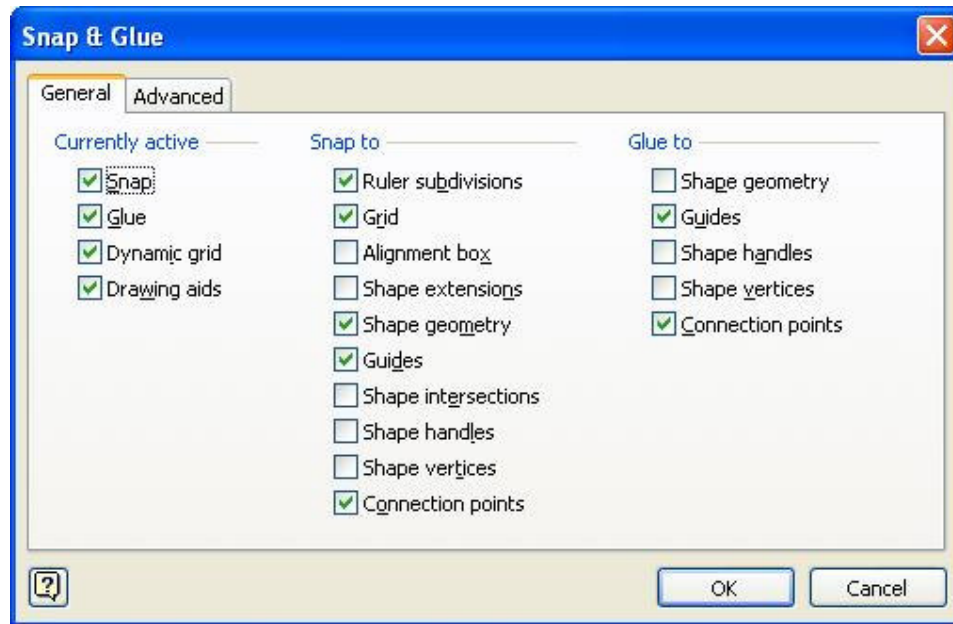 Snap & Glue
General
Advanced
Currently active
Snap
Glue
Dynamic grid
Drawing aids
Snap to
Ruler subdivisions
Grid
Alignment box
Shape extensions
Shape geometry
Guides
Shape intersections
Shape handles
Shape vertices
Connection points
Glue to
Shape geometry
Guides
Shape handles
Shape vertices
Connection points
?
OK
Cancel